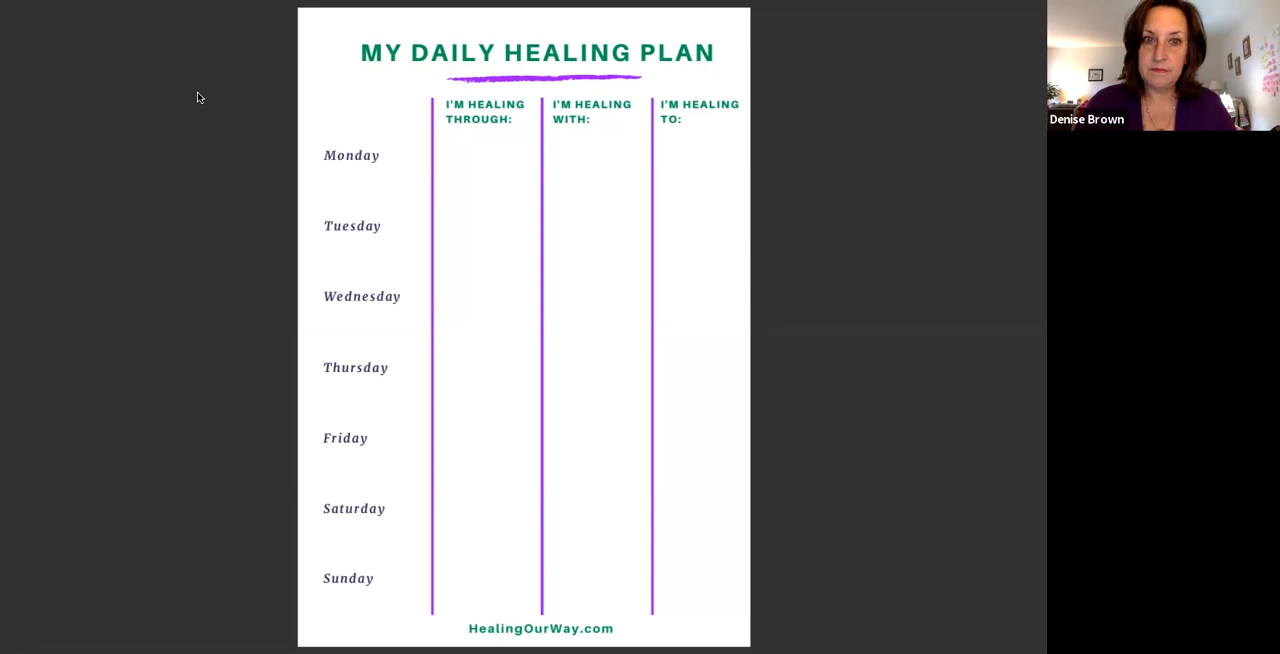 MY DAILY HEALING PLAN
I'M HEALING THROUGH:
I'M HEALING WITH:
I'M HEALING TO:
Monday
Tuesday
Wednesday
Thursday
Friday
Saturday
Sunday
HealingOurWay.com
Denise Brown